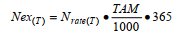 Nex(T) = Nrate(T) • TAM/1000 • 365